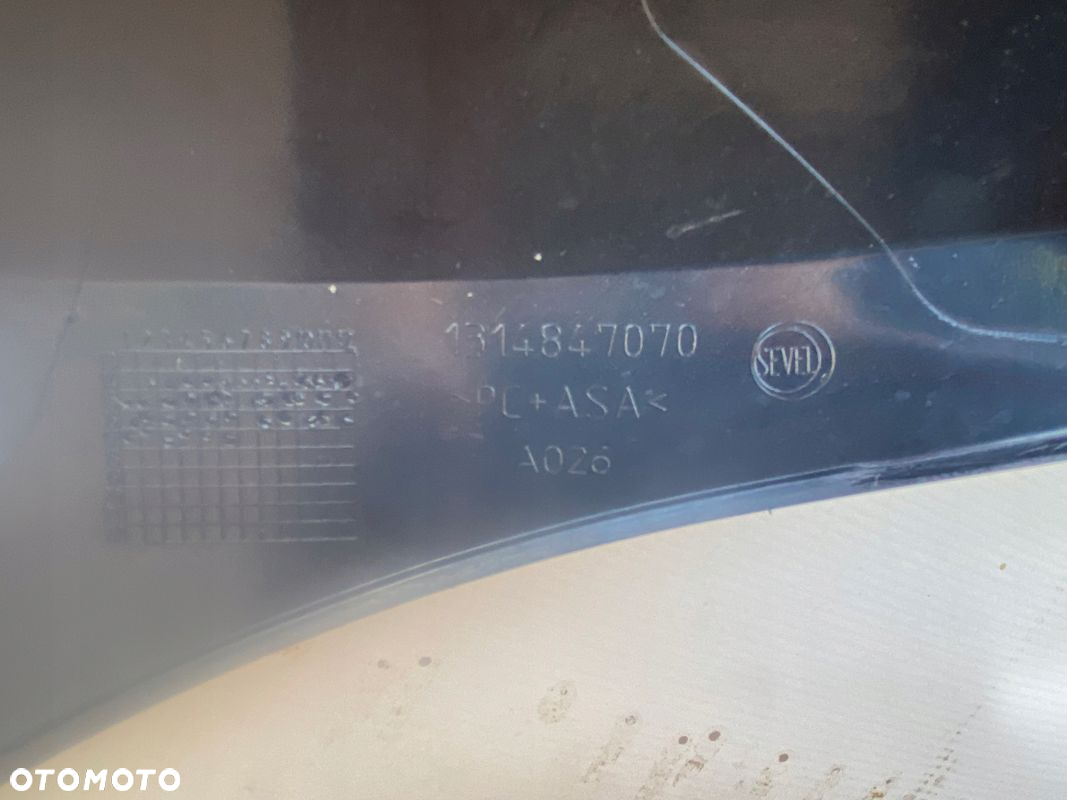 1314847070
SEVEL
>PC+ASA<
A026
OTOMOTO